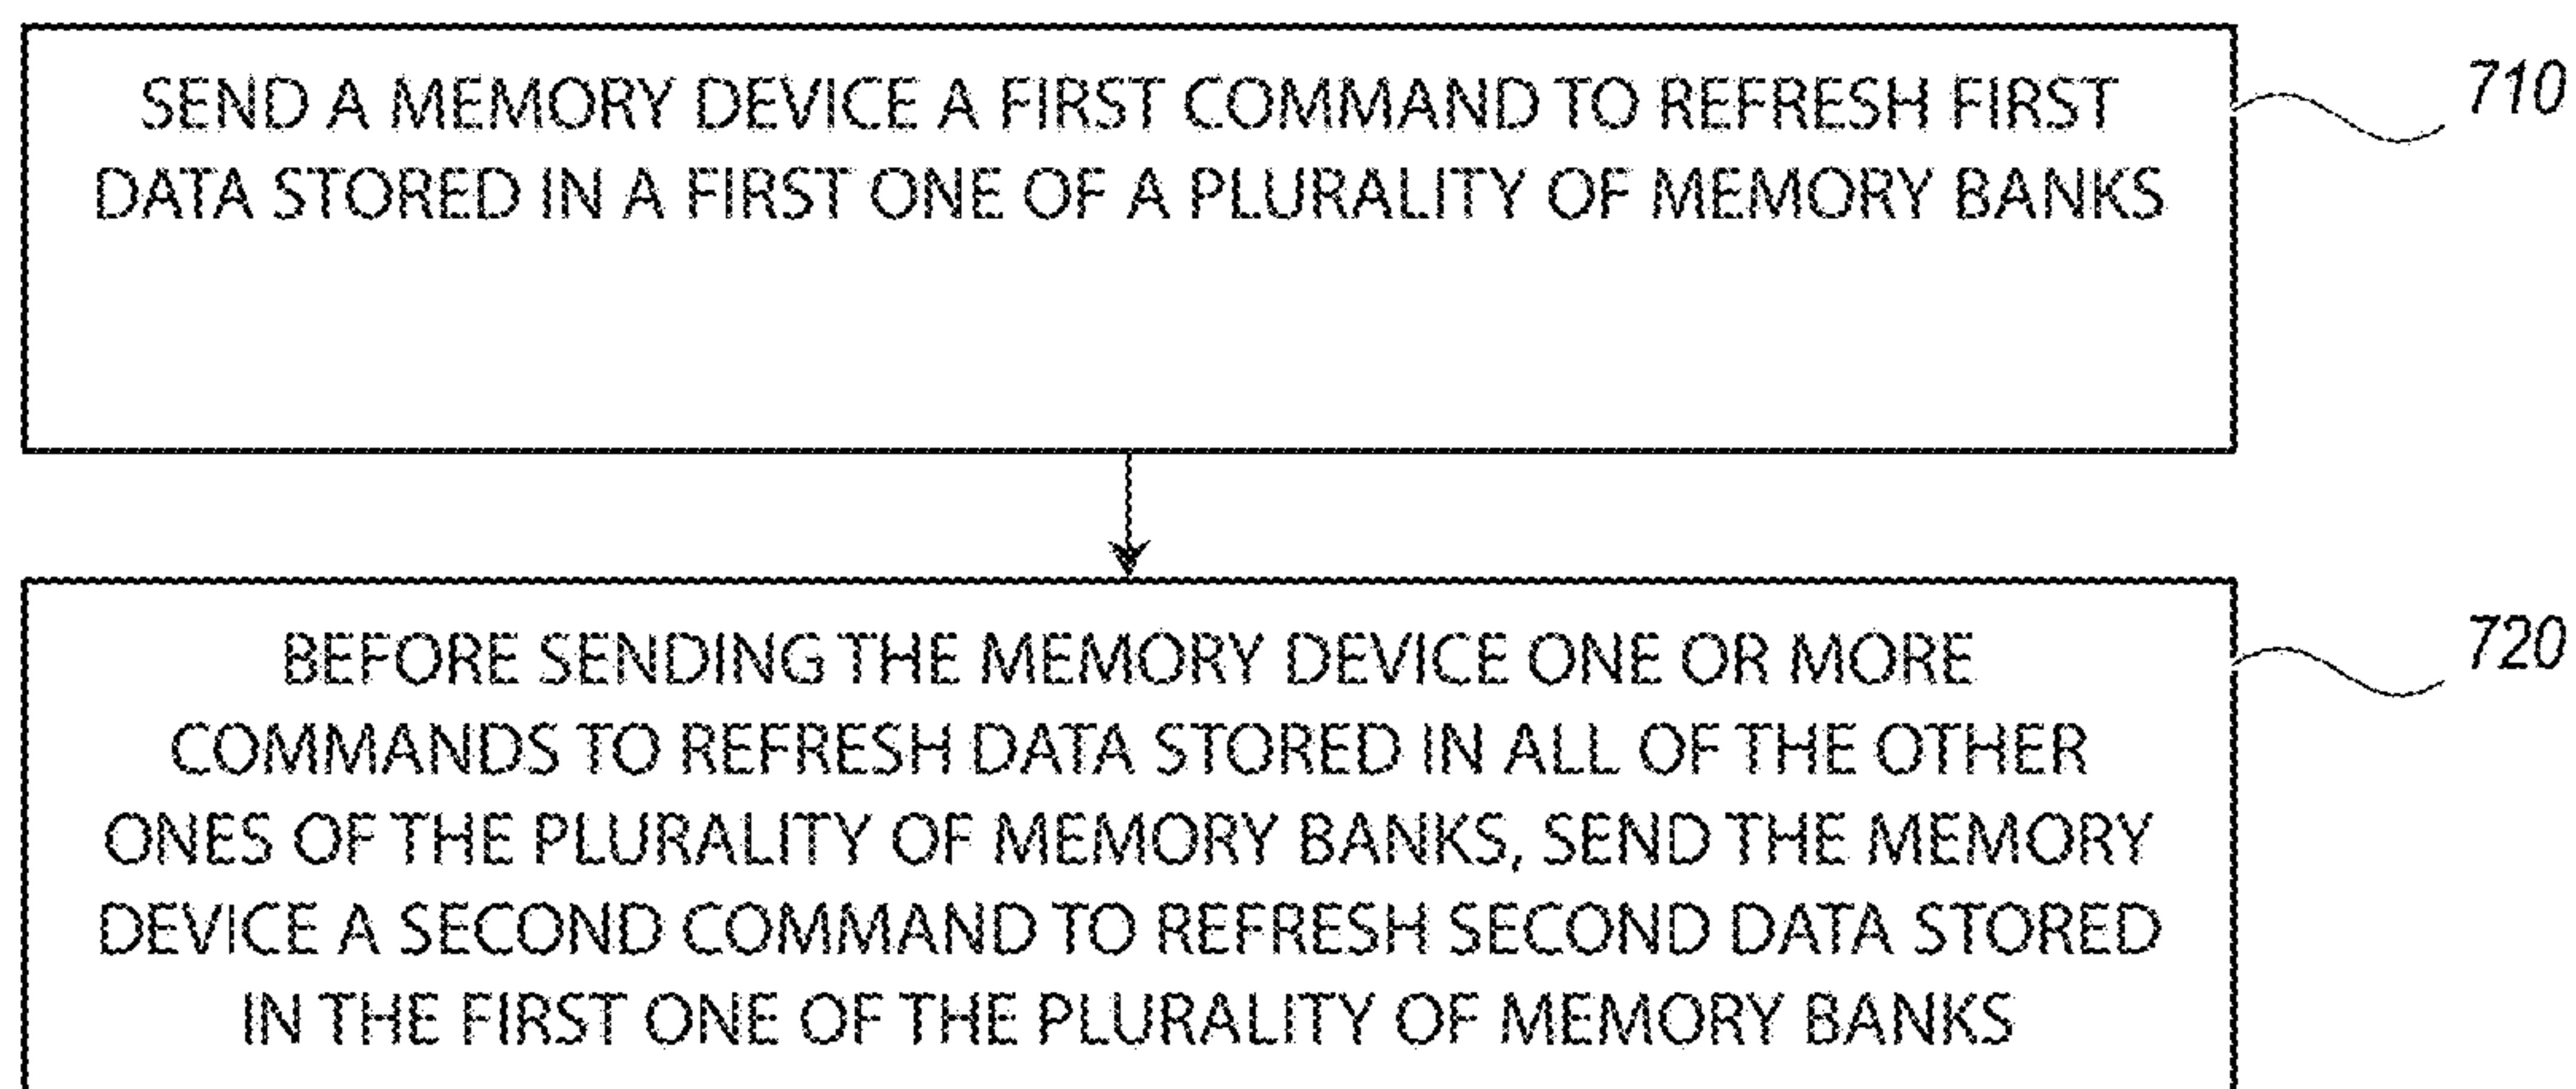 SEND A MEMORY DEVICE A FIRST COMMAND TO REFRESH FIRST
DATA STORED IN A FIRST ONE OF A PLURALITY OF MEMORY BANKS
710
BEFORE SENDING THE MEMORY DEVICE ONE OR MORE
COMMANDS TO REFRESH DATA STORED IN ALL OF THE OTHER
ONES OF THE PLURALITY OF MEMORY BANKS, SEND THE MEMORY
DEVICE A SECOND COMMAND TO REFRESH SECOND DATA STORED
IN THE FIRST ONE OF THE PLURALITY OF MEMORY BANKS
720